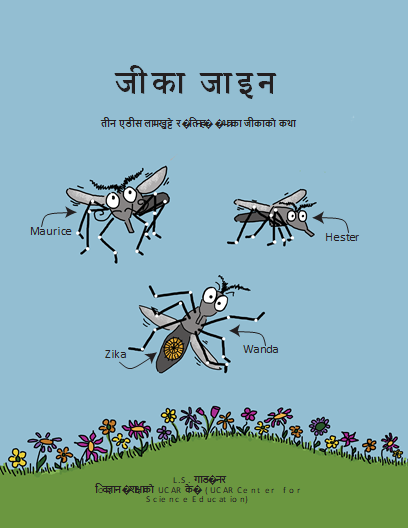 जीका जाइन
तीन एडीस लामखुट्टे र जीकाको कथा
Maurice
Hester
Zika
Wanda
L.S.
UCAR (UCAR Center for
Science Education)